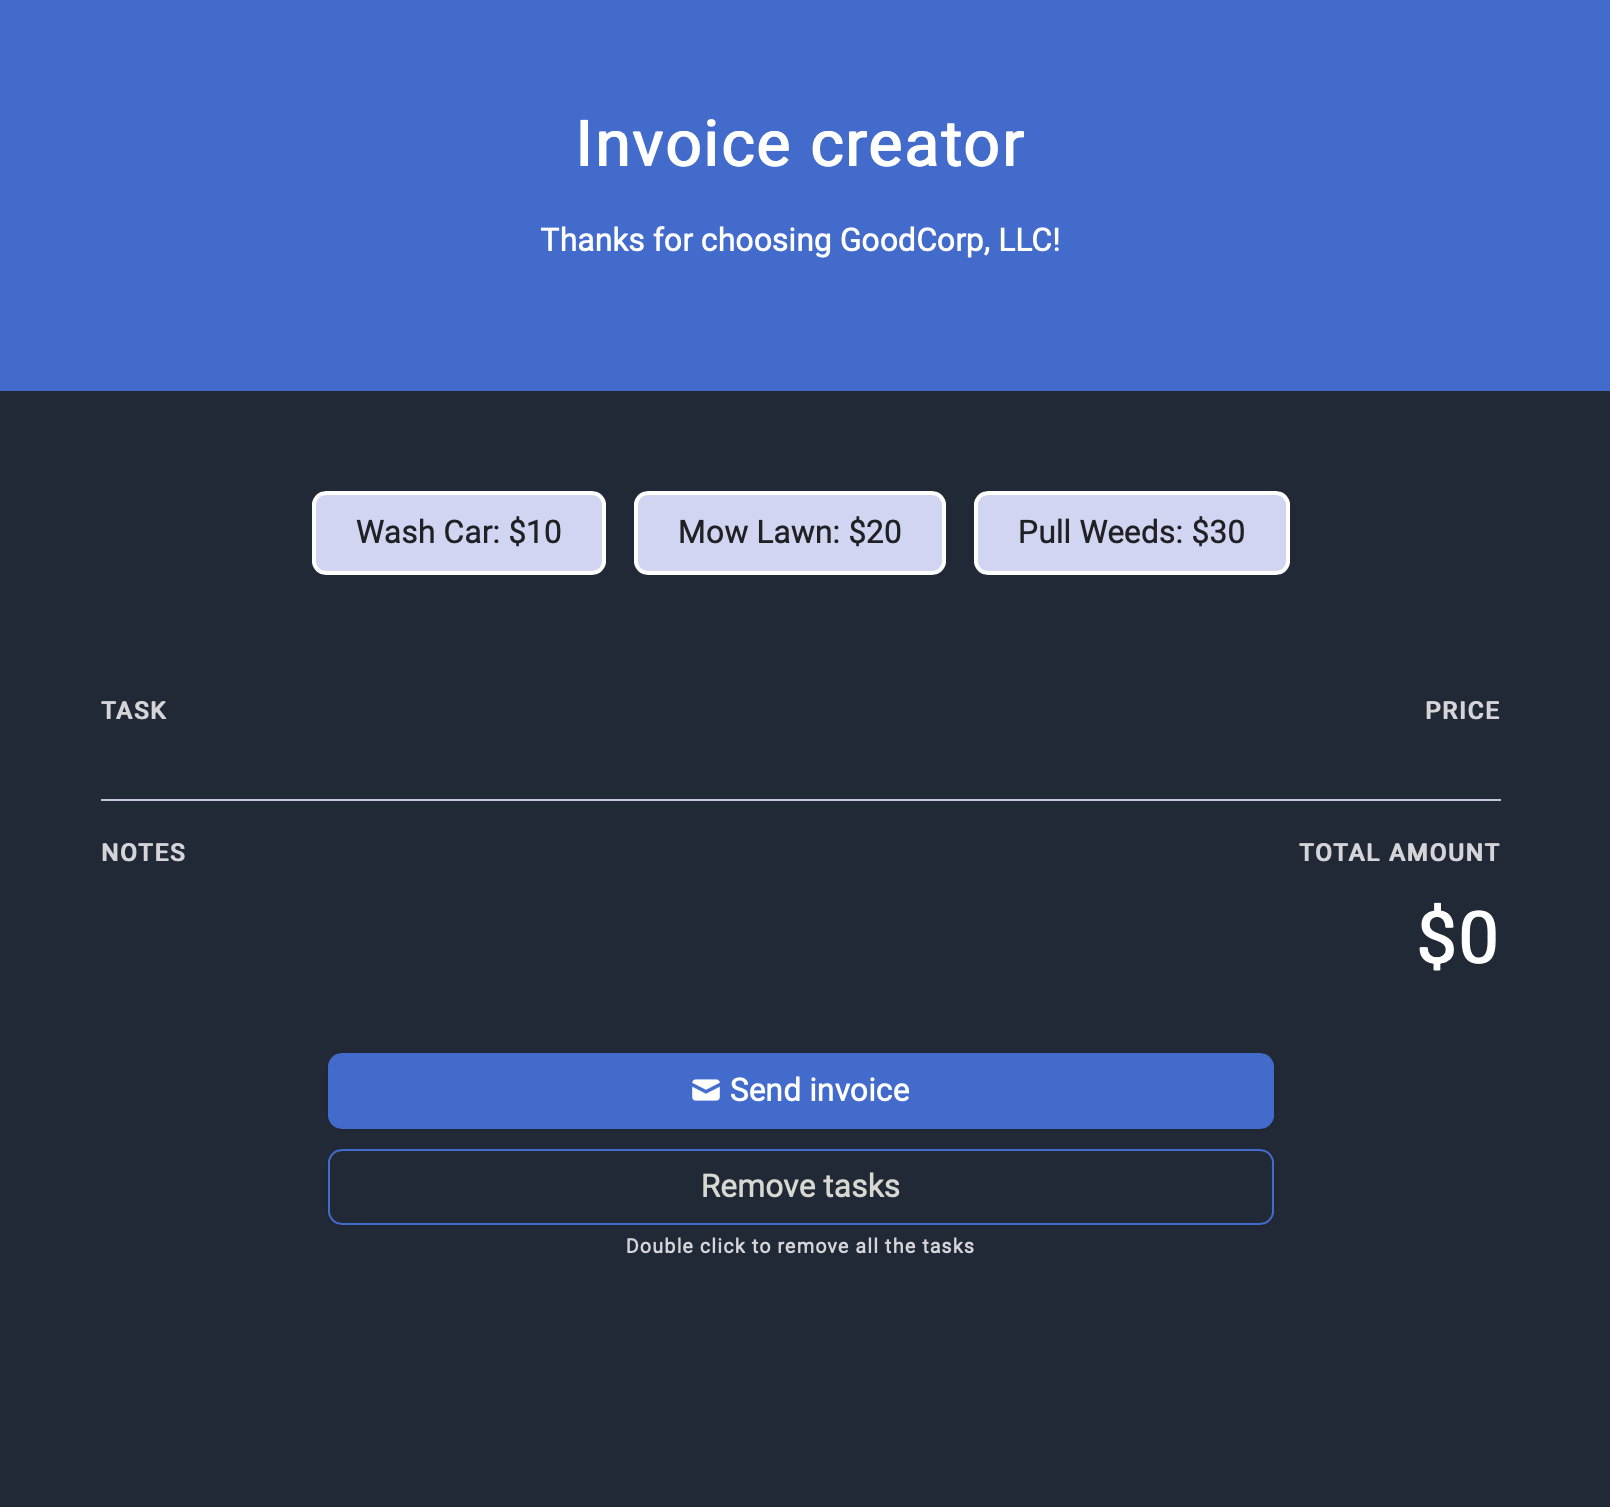 Invoice creator
Thanks for choosing GoodCorp, LLC!
Wash Car: $10 Mow Lawn: $20 Pull Weeds: $30
TASK PRICE
NOTES TOTAL AMOUNT
$0
Send invoice
Remove tasks
Double click to remove all the tasks